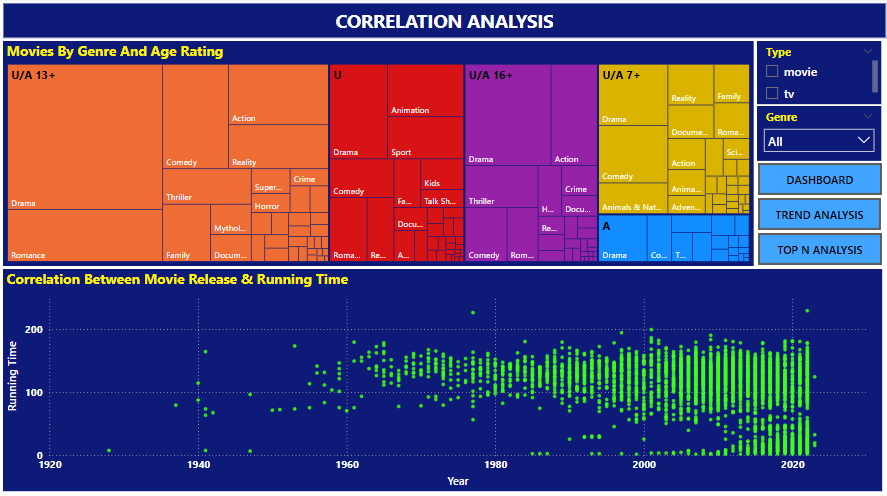 CORRELATION ANALYSIS
Movies By Genre And Age Rating
U/A 13+
Drama
Romance
Comedy
Action
Reality
Thriller
Family
Super...
Horror
Crime
Mythol...
Docum...
U
Drama
Animation
Sport
Comedy
Roma...
Re...
Fa...
Kids
Talk Sh...
Docu...
A...
U/A 16+
Drama
Action
Thriller
Comedy
Rom...
H...
Re...
Crime
Docu...
U/A 7+
Drama
Comedy
Animals & Nat...
Reality
Family
Docume...
Roma...
Action
Sci...
Anima...
Adven...
A
Drama
Co...
T...
Type
movie
tv
Genre
All
DASHBOARD
TREND ANALYSIS
TOP N ANALYSIS
Correlation Between Movie Release & Running Time
Running Time
200
100
0
1920
1940
1960
1980
2000
2020
Year